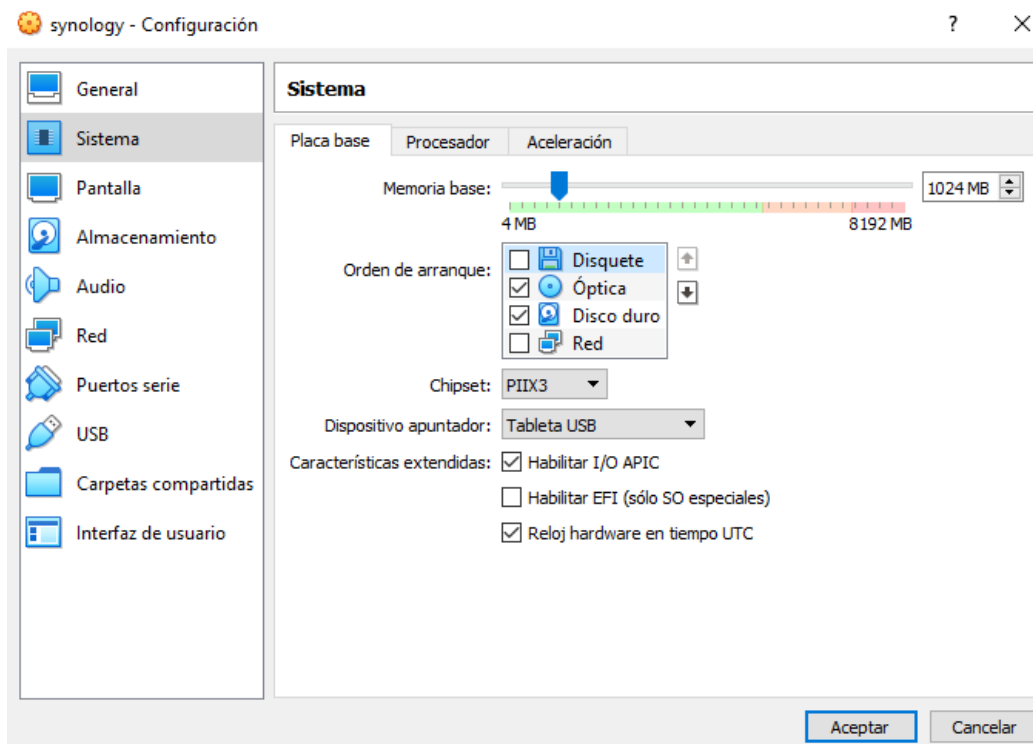 synology - Configuración
?
General
Sistema
Pantalla
Almacenamiento
Audio
Red
Puertos serie
USB
Carpetas compartidas
Interfaz de usuario
Sistema
Placa base Procesador Aceleración
Memoria base: 1024 MB
4 MB 8192 MB
Orden de arranque:
Disquete
Óptica
Disco duro
Red
Chipset: PIIX3
Dispositivo apuntador: Tableta USB
Características extendidas: Habilitar I/O APIC
Habilitar EFI (sólo SO especiales)
Reloj hardware en tiempo UTC
Aceptar Cancelar